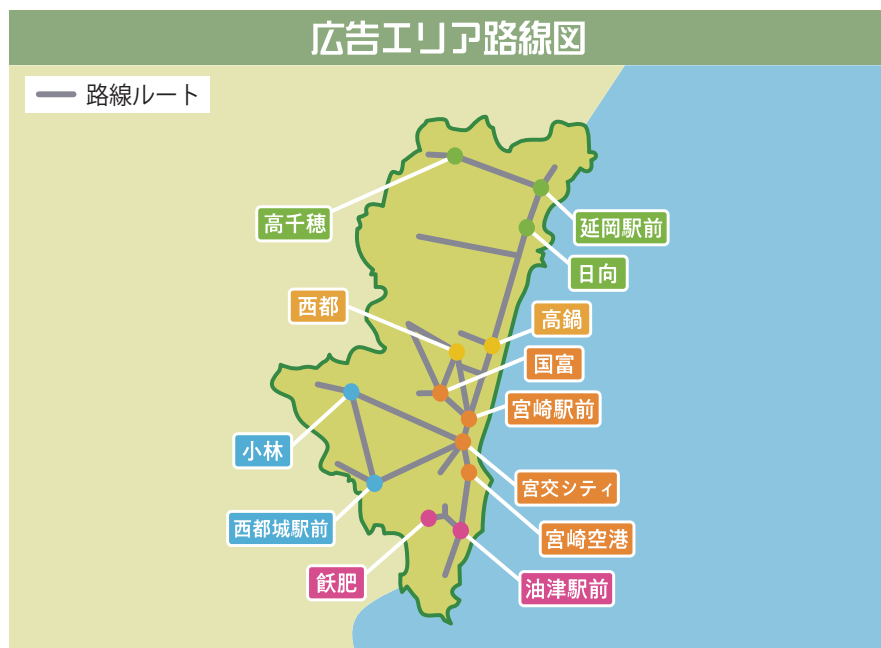 広告エリア路線図
路線ルート
高千穂
延岡駅前
日向
西都
高鍋
国富
宮崎駅前
小林
宮交シティ
西都城駅前
宮崎空港
飫肥
油津駅前